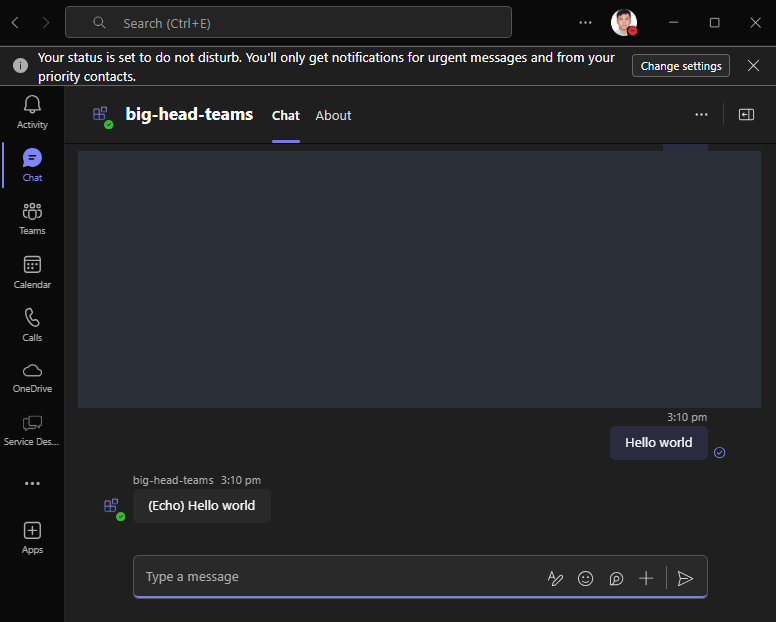 Search (Ctrl+E)
Your status is set to do not disturb. You'll only get notifications for urgent messages and from your
priority contacts.
Change settings
Activity
Chat
Teams
Calendar
Calls
OneDrive
Service Des...
Apps
big-head-teams Chat About
3:10 pm
Hello world
big-head-teams 3:10 pm
(Echo) Hello world
Type a message